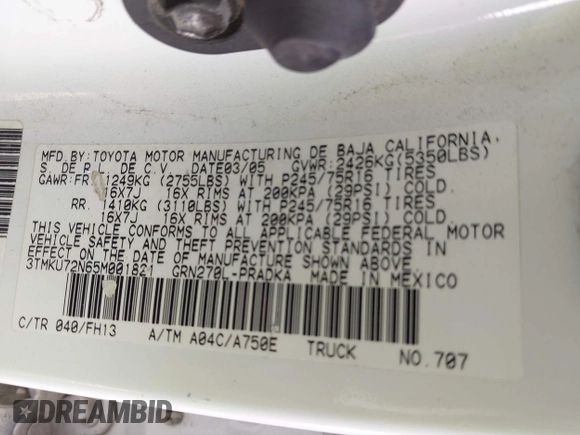 MFD.BY:TOYOTA MOTOR MANUFACTURING DE BAJA CALIFORNIA,
S. DE R.L. DE C.V. DATE03/05 GVWR:2426KG(5350LBS)
GAWR:FR. 1249KG (2755LBS) WITH P245/75R16 TIRES
16X7J 16X RIMS AT 200KPA (29PSI) COLD.
RR. 1410KG (3110LBS) WITH P245/75R16 TIRES
16X7J 16X RIMS AT 200KPA (29PSI) COLD.
THIS VEHICLE CONFORMS TO ALL APPLICABLE FEDERAL MOTOR
VEHICLE SAFETY AND THEFT PREVENTION STANDARDS IN
EFFECT ON THE DATE OF MANUFACTURE SHOWN ABOVE.
3TMKU72N65M001821 GRN270L-PRADKA MADE IN MEXICO
C/TR 040/FH13 A/TM A04C/A750E TRUCK NO.707
DREAMBID